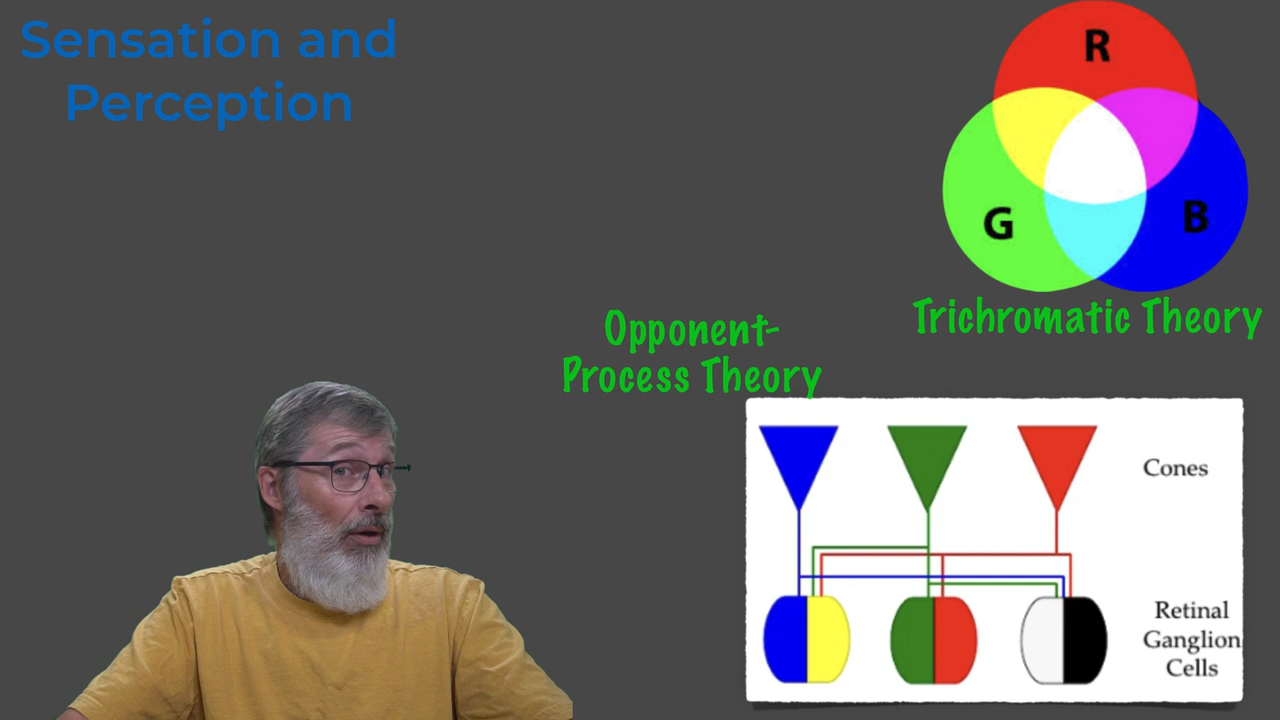 Sensation and
Perception
R
G
B
Trichromatic Theory
Opponent-
Process Theory
Cones
Retinal
Ganglion
Cells